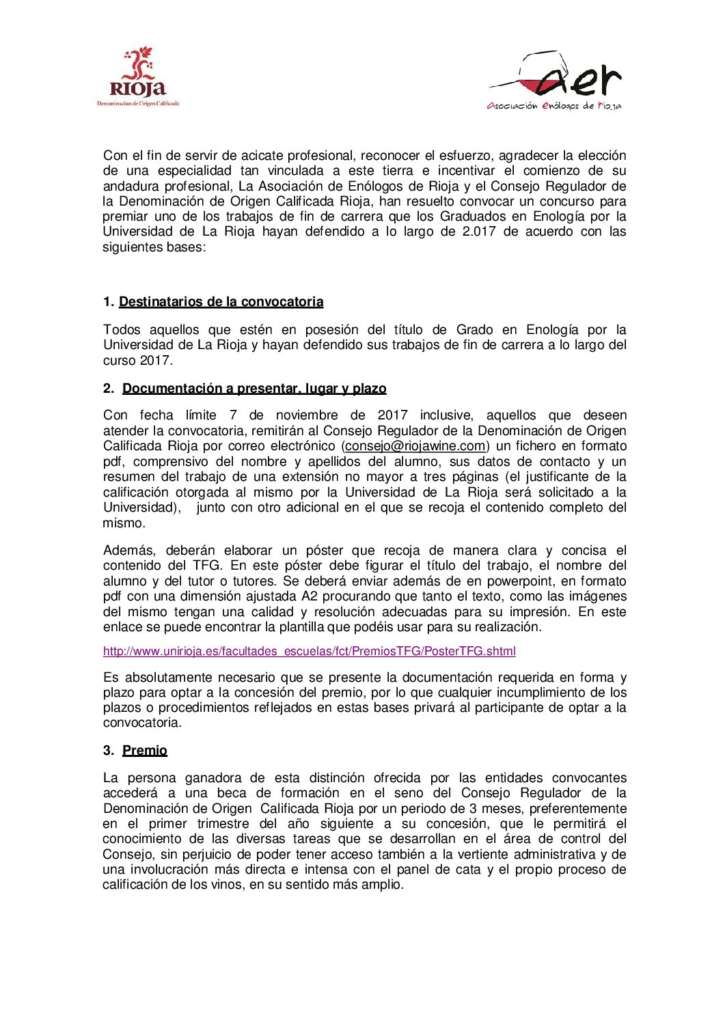 RIOJA
Denominación de Origen Calificada
aer
asociación enólogos de rioja
Con el fin de servir de acicate profesional, reconocer el esfuerzo, agradecer la elección
de una especialidad tan vinculada a este tierra e incentivar el comienzo de su
andadura profesional, La Asociación de Enólogos de Rioja y el Consejo Regulador de
la Denominación de Origen Calificada Rioja, han resuelto convocar un concurso para
premiar uno de los trabajos de fin de carrera que los Graduados en Enología por la
Universidad de La Rioja hayan defendido a lo largo de 2.017 de acuerdo con las
siguientes bases:
1. Destinatarios de la convocatoria
Todos aquellos que estén en posesión del título de Grado en Enología por la
Universidad de La Rioja y hayan defendido sus trabajos de fin de carrera a lo largo del
curso 2017.
2. Documentación a presentar, lugar y plazo
Con fecha límite 7 de noviembre de 2017 inclusive, aquellos que deseen
atender la convocatoria, remitirán al Consejo Regulador de la Denominación de Origen
Calificada Rioja por correo electrónico (consejo@riojawine.com) un fichero en formato
pdf, comprensivo del nombre y apellidos del alumno, sus datos de contacto y un
resumen del trabajo de una extensión no mayor a tres páginas (el justificante de la
calificación otorgada al mismo por la Universidad de La Rioja será solicitado a la
Universidad), junto con otro adicional en el que se recoja el contenido completo del
mismo.
Además, deberán elaborar un póster que recoja de manera clara y concisa el
contenido del TFG. En este póster debe figurar el título del trabajo, el nombre del
alumno y del tutor o tutores. Se deberá enviar además de en powerpoint, en formato
pdf con una dimensión ajustada A2 procurando que tanto el texto, como las imágenes
del mismo tengan una calidad y resolución adecuadas para su impresión. En este
enlace se puede encontrar la plantilla que podéis usar para su realización.
http://www.unirioja.es/facultades_escuelas/fct/PremiosTFG/PosterTFG.shtml
Es absolutamente necesario que se presente la documentación requerida en forma y
plazo para optar a la concesión del premio, por lo que cualquier incumplimiento de los
plazos o procedimientos reflejados en estas bases privará al participante de optar a la
convocatoria.
3. Premio
La persona ganadora de esta distinción ofrecida por las entidades convocantes
accederá a una beca de formación en el seno del Consejo Regulador de la
Denominación de Origen Calificada Rioja por un periodo de 3 meses, preferentemente
en el primer trimestre del año siguiente a su concesión, que le permitirá el
conocimiento de las diversas tareas que se desarrollan en el área de control del
Consejo, sin perjuicio de poder tener acceso también a la vertiente administrativa y de
una involucración más directa e intensa con el panel de cata y el propio proceso de
calificación de los vinos, en su sentido más amplio.